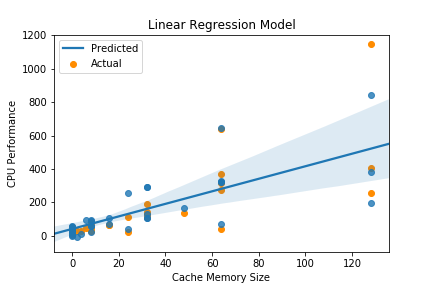 Linear Regression Model
Predicted
Actual
CPU Performance
1200
1000
800
600
400
200
0
0 20 40 60 80 100 120
Cache Memory Size